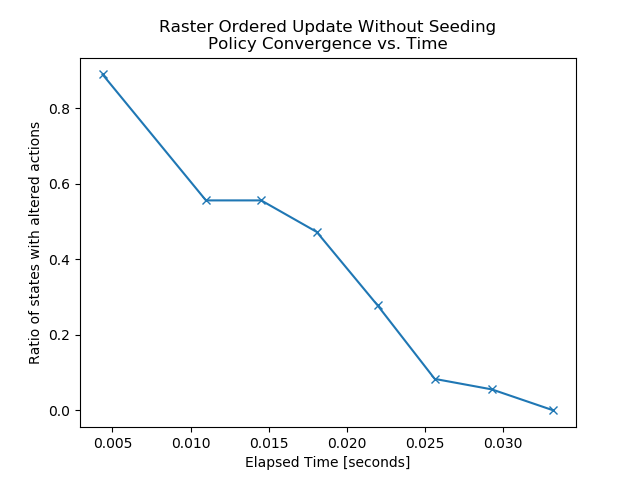 Raster Ordered Update Without Seeding
Policy Convergence vs. Time
Ratio of states with altered actions
0.8
0.6
0.4
0.2
0.0
0.005 0.010 0.015 0.020 0.025 0.030
Elapsed Time [seconds]